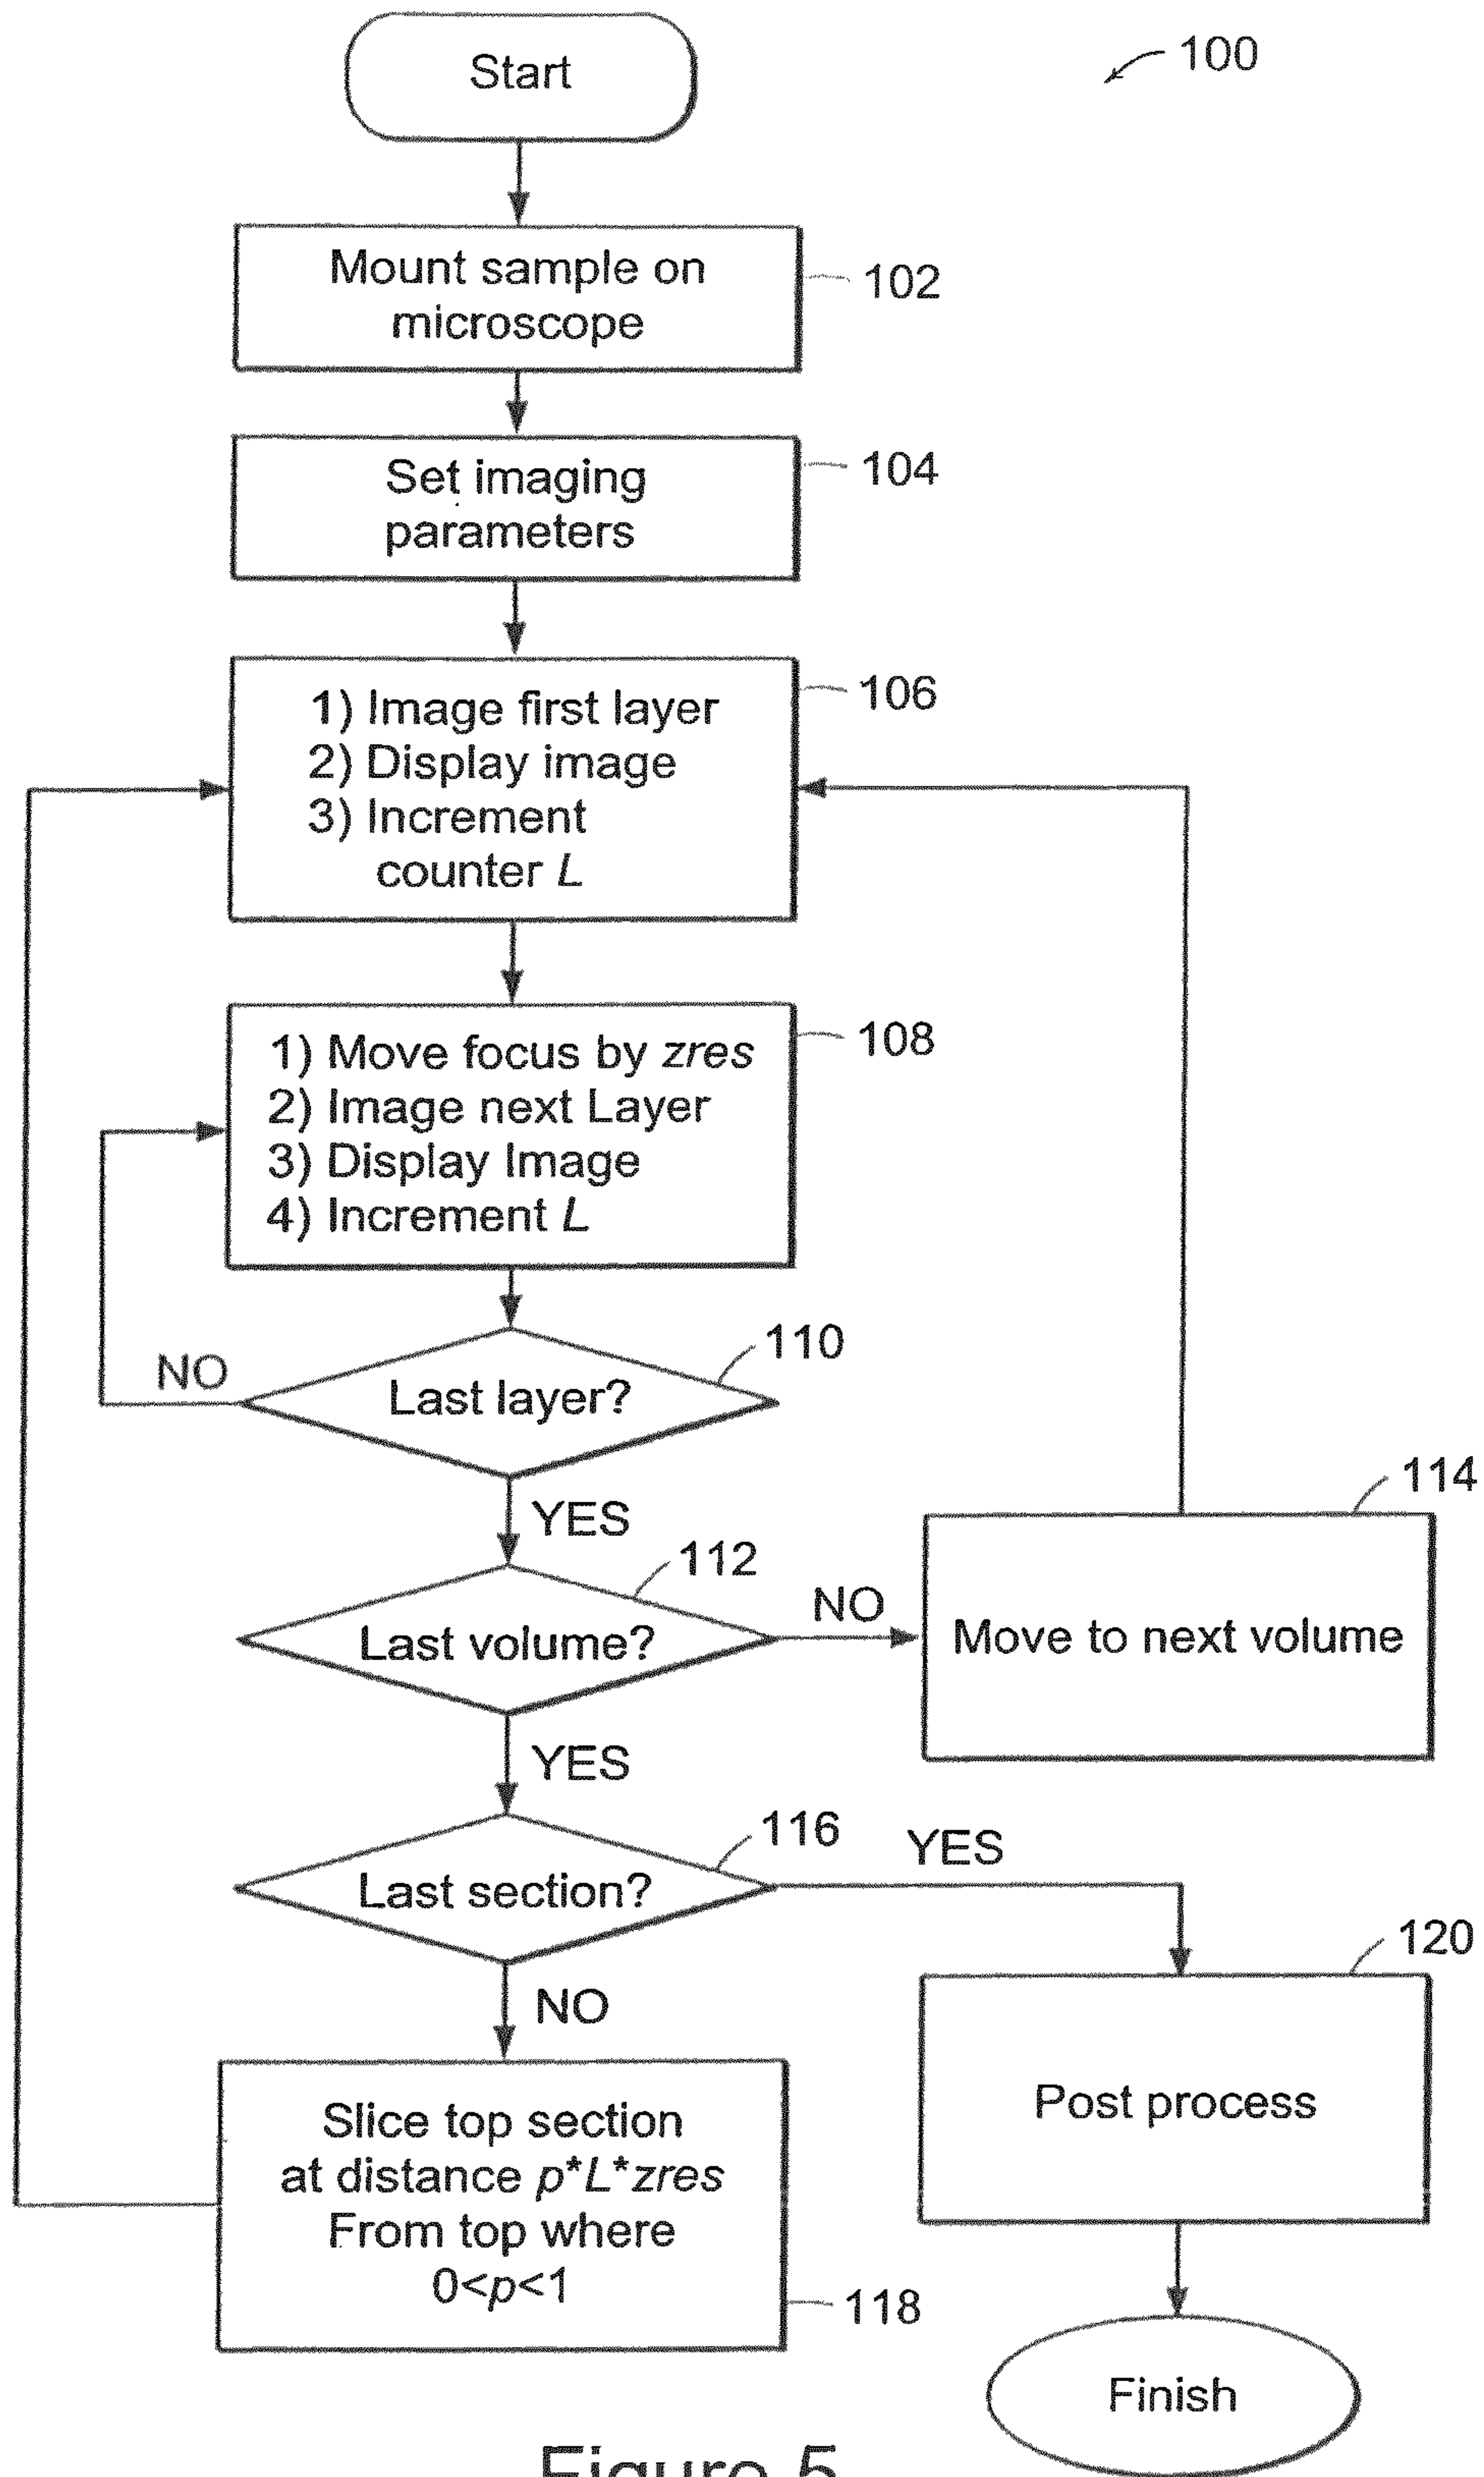 Start
100
Mount sample on
microscope
102
Set imaging
parameters
104
1) Image first layer
2) Display image
3) Increment
counter L
106
1) Move focus by zres
2) Image next Layer
3) Display Image
4) Increment L
108
NO
Last layer?
110
YES
Last volume?
112
NO
Move to next volume
114
YES
Last section?
116
YES
NO
Slice top section
at distance p*L*zres
From top where
0<p<1
118
Post process
120
Finish
Figure 5